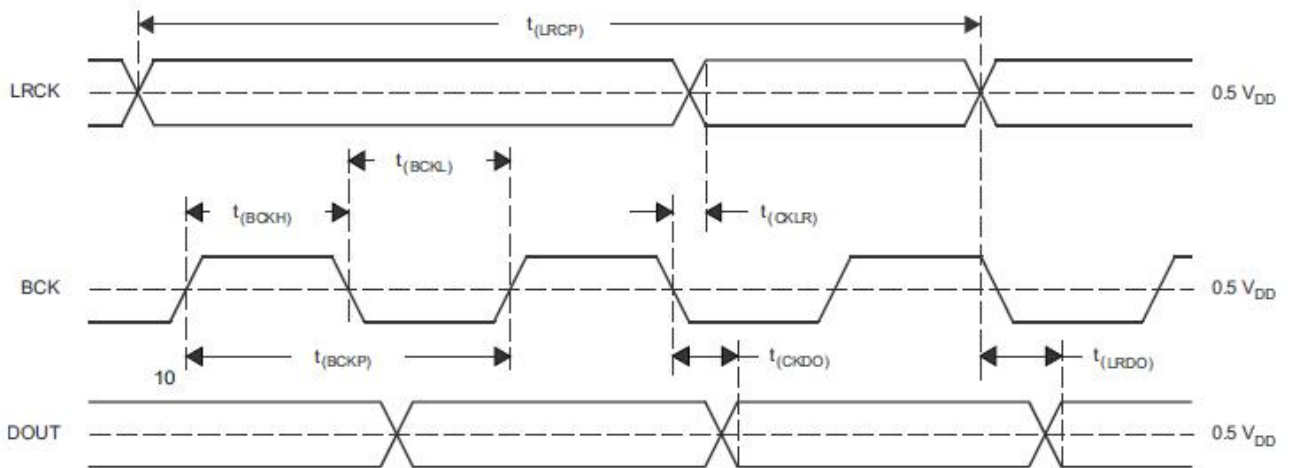 t(LRCP)
LRCK
0.5 VDD
t(BCKL)
t(BCKH)
t(CKLR)
BCK
0.5 VDD
t(BCKP)
t(CKDO)
t(LRDO)
10
DOUT
0.5 VDD